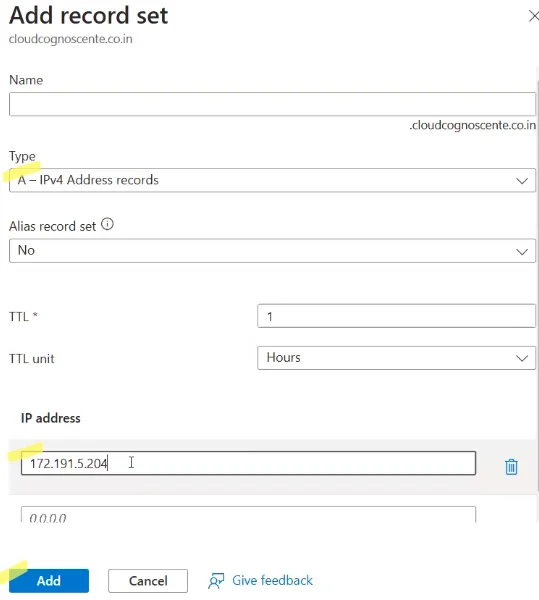 Add record set
cloudcognoscente.co.in
Name
.cloudcognoscente.co.in
Type
A – IPv4 Address records
Alias record set
No
TTL * 1
TTL unit Hours
IP address
172.191.5.204
0.0.0.0
Add Cancel Give feedback